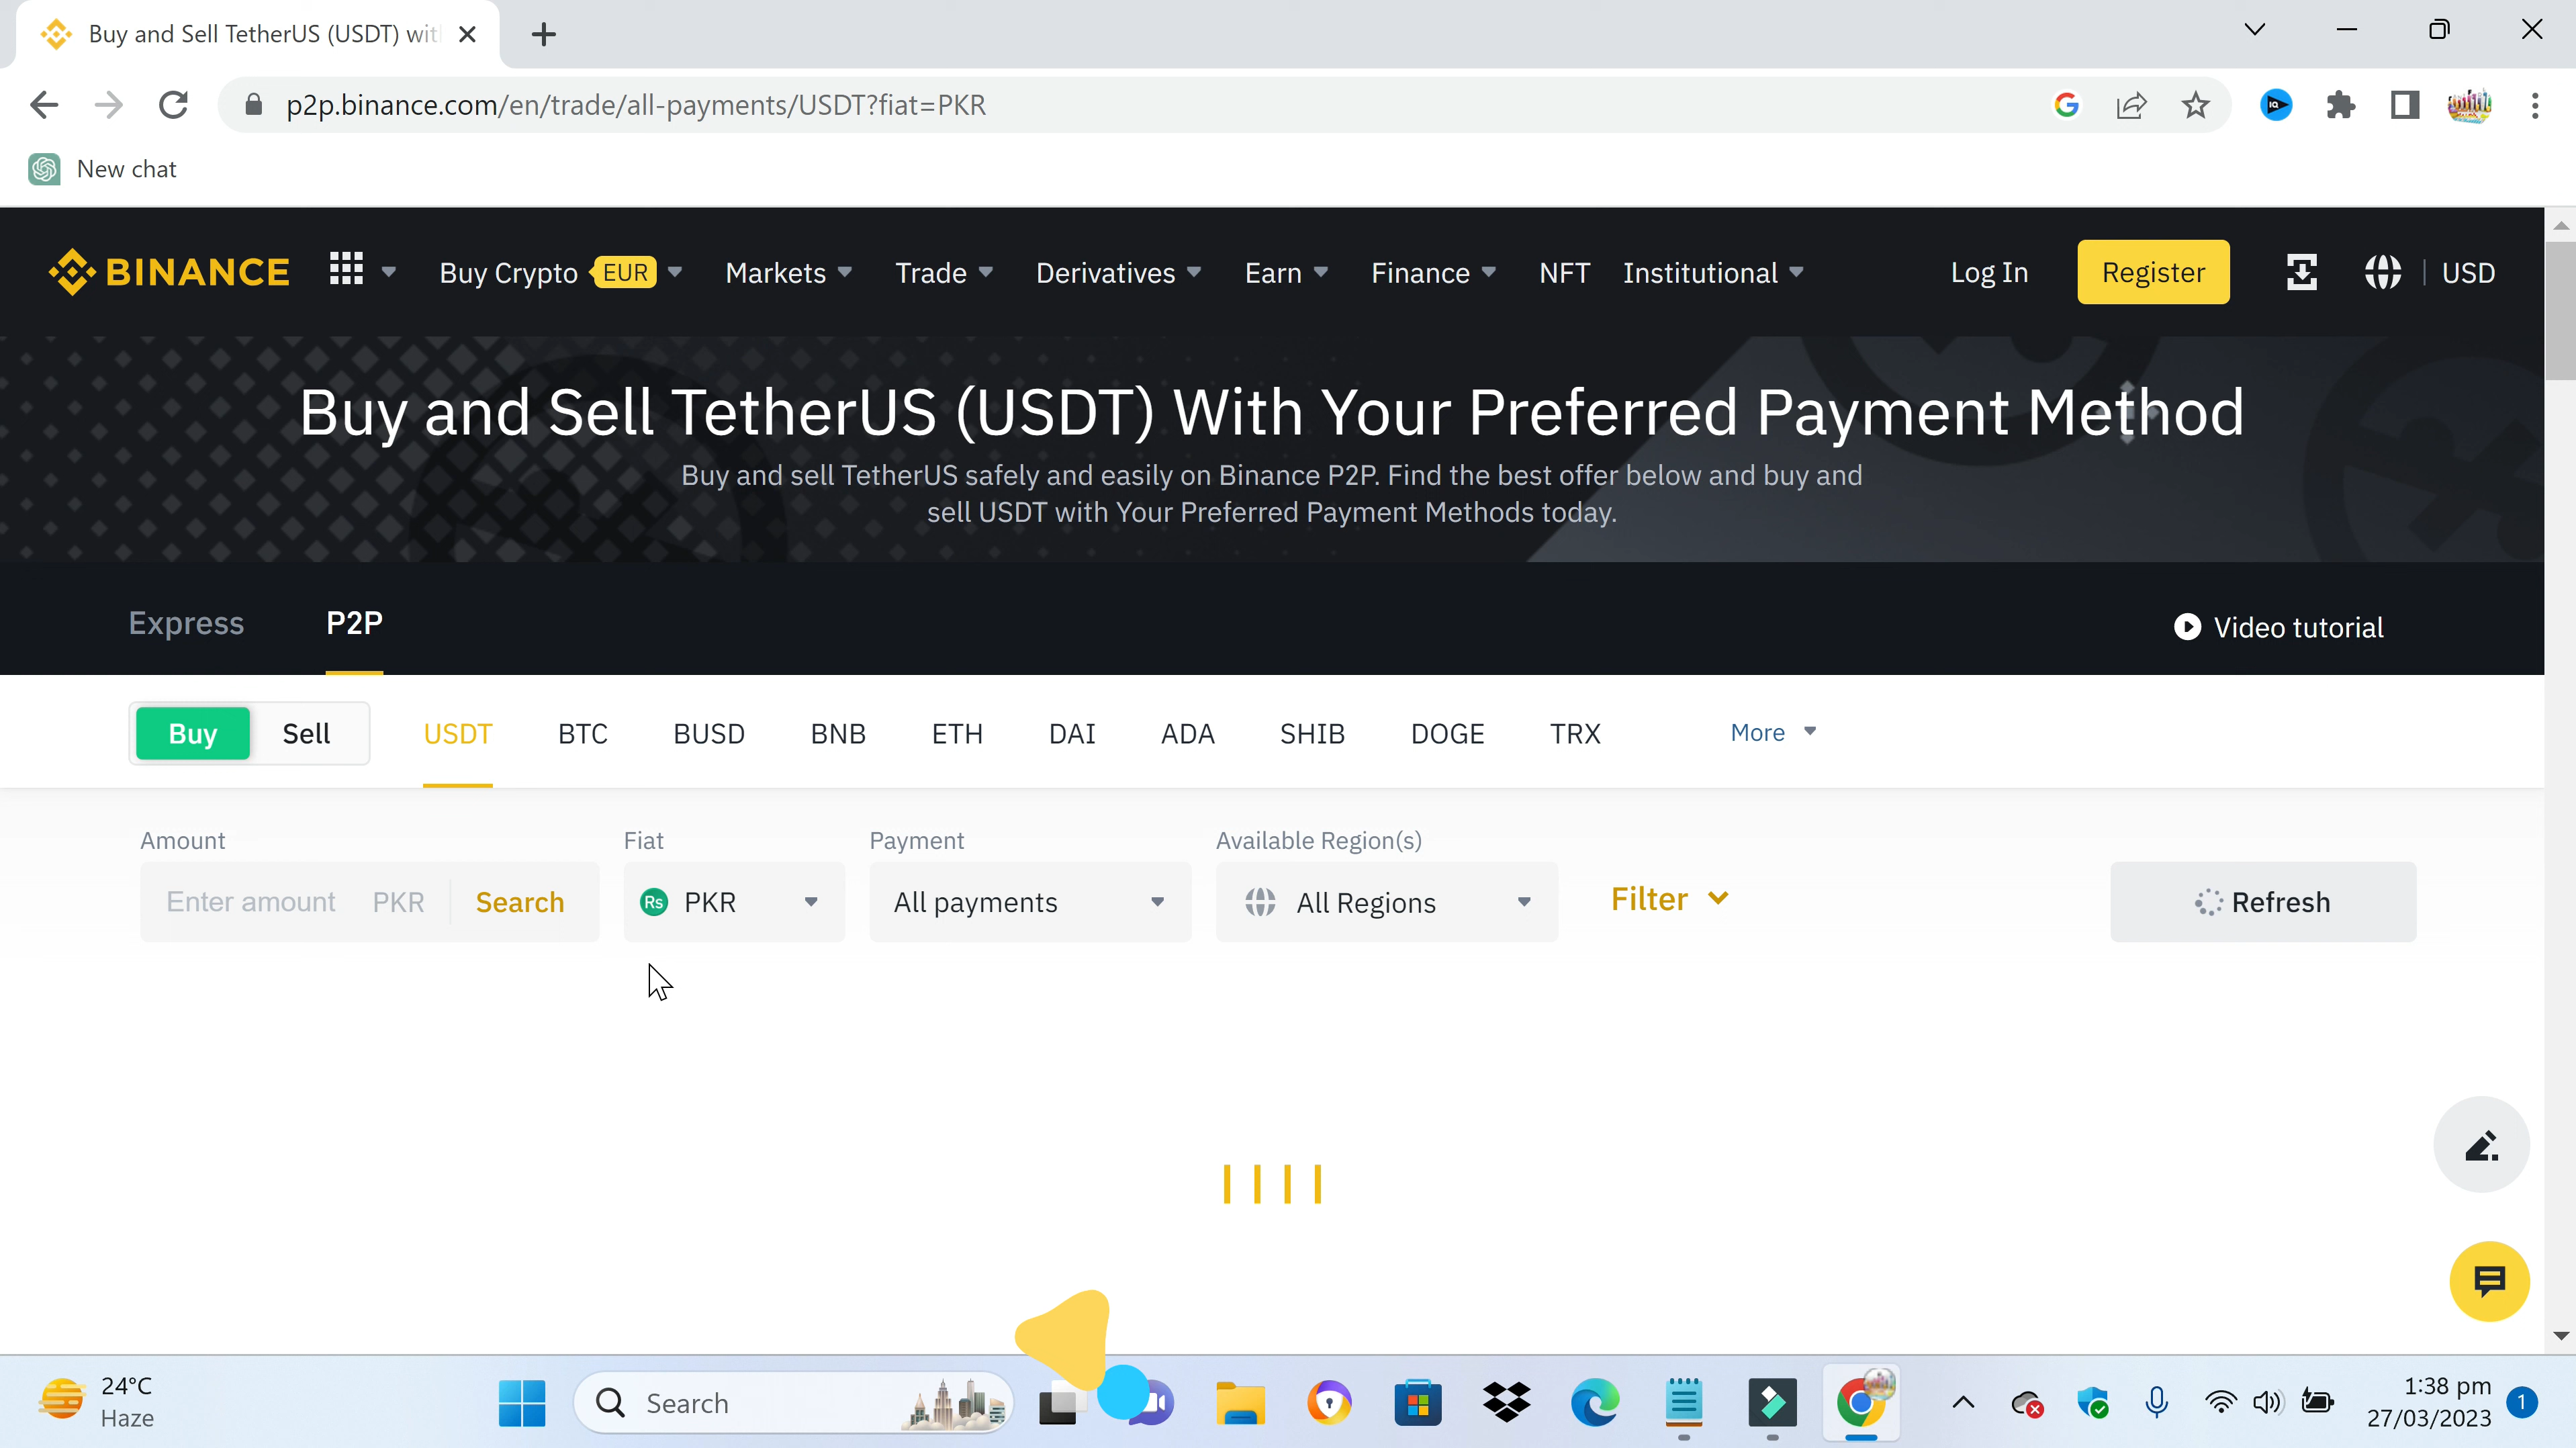 Buy and Sell TetherUS (USDT) wit
p2p.binance.com/en/trade/all-payments/USDT?fiat=PKR
New chat
BINANCE Buy Crypto EUR Markets Trade Derivatives Earn Finance NFT Institutional Log In Register USD
Buy and Sell TetherUS (USDT) With Your Preferred Payment Method
Buy and sell TetherUS safely and easily on Binance P2P. Find the best offer below and buy and
sell USDT with Your Preferred Payment Methods today.
Express P2P Video tutorial
Buy Sell USDT BTC BUSD BNB ETH DAI ADA SHIB DOGE TRX More
Amount Fiat Payment Available Region(s)
Enter amount PKR Search Rs PKR All payments All Regions Filter Refresh
24°C
Haze
Search
1:38 pm
27/03/2023
1